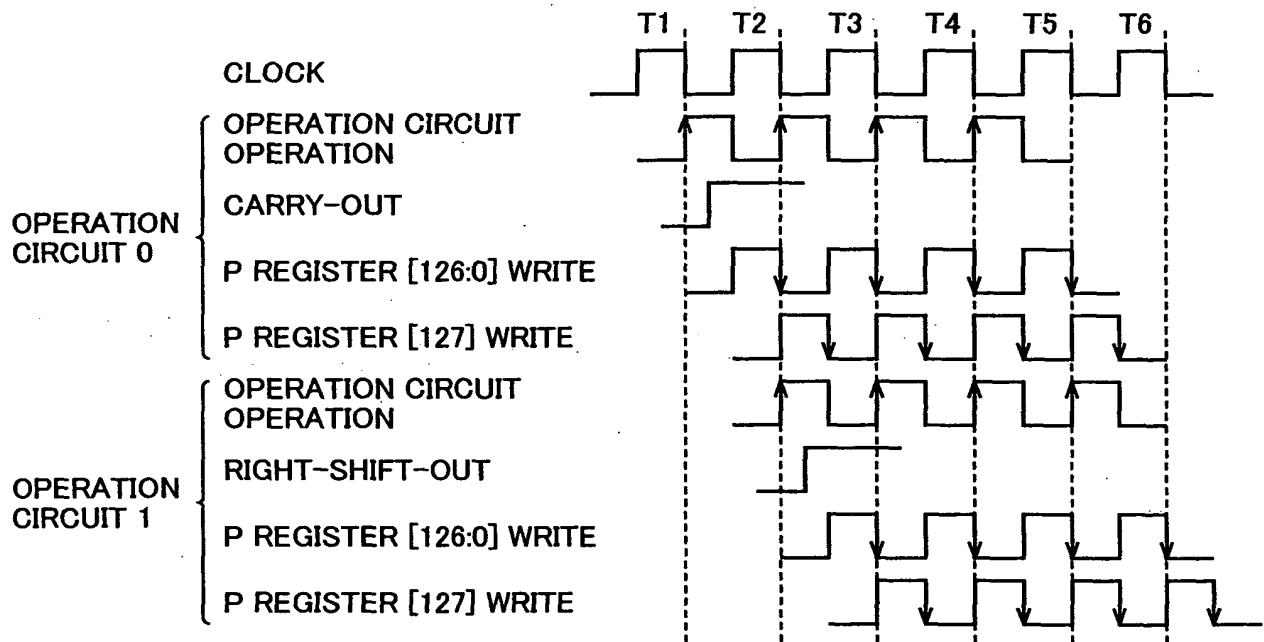 T1 T2 T3 T4 T5 T6
CLOCK
OPERATION CIRCUIT 0
OPERATION CIRCUIT
OPERATION
CARRY-OUT
P REGISTER [126:0] WRITE
P REGISTER [127] WRITE
OPERATION CIRCUIT 1
OPERATION CIRCUIT
OPERATION
RIGHT-SHIFT-OUT
P REGISTER [126:0] WRITE
P REGISTER [127] WRITE